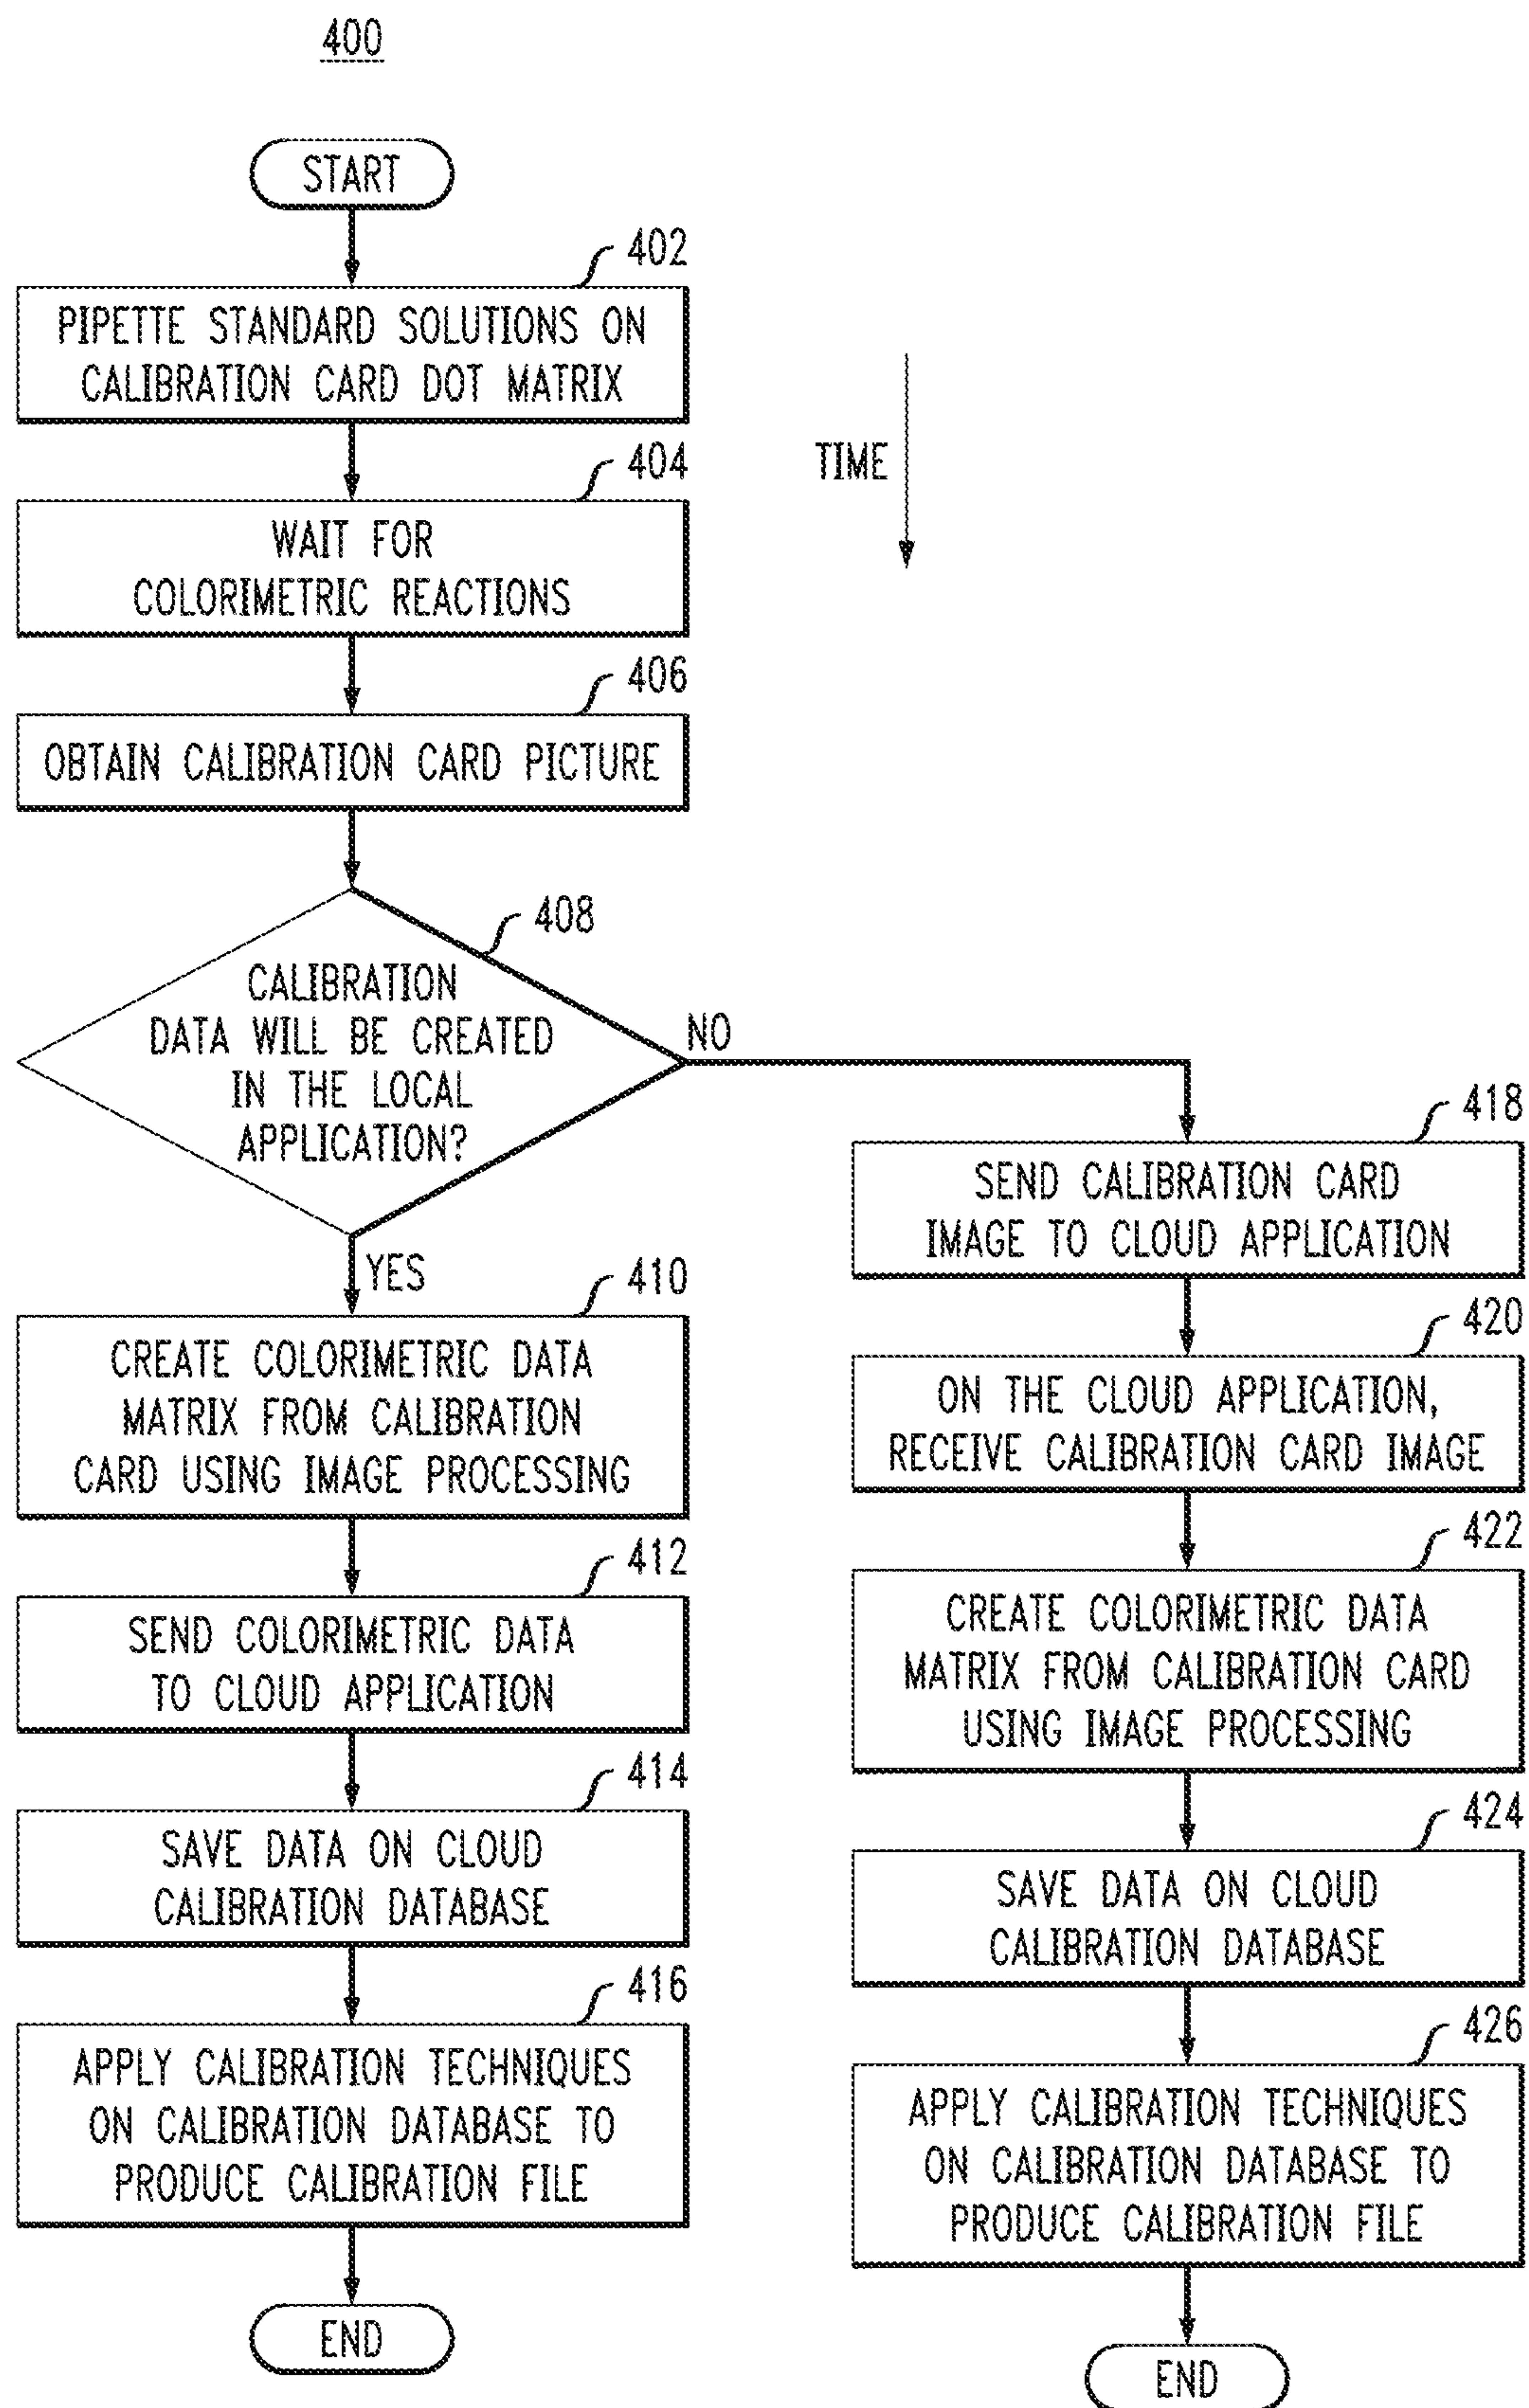 400
START
402
PIPETTE STANDARD SOLUTIONS ON
CALIBRATION CARD DOT MATRIX
404
WAIT FOR
COLORIMETRIC REACTIONS
TIME
406
OBTAIN CALIBRATION CARD PICTURE
408
CALIBRATION
DATA WILL BE CREATED
IN THE LOCAL
APPLICATION?
NO
YES
410
CREATE COLORIMETRIC DATA
MATRIX FROM CALIBRATION
CARD USING IMAGE PROCESSING
412
SEND COLORIMETRIC DATA
TO CLOUD APPLICATION
414
SAVE DATA ON CLOUD
CALIBRATION DATABASE
416
APPLY CALIBRATION TECHNIQUES
ON CALIBRATION DATABASE TO
PRODUCE CALIBRATION FILE
END
418
SEND CALIBRATION CARD
IMAGE TO CLOUD APPLICATION
420
ON THE CLOUD APPLICATION,
RECEIVE CALIBRATION CARD IMAGE
422
CREATE COLORIMETRIC DATA
MATRIX FROM CALIBRATION CARD
USING IMAGE PROCESSING
424
SAVE DATA ON CLOUD
CALIBRATION DATABASE
426
APPLY CALIBRATION TECHNIQUES
ON CALIBRATION DATABASE TO
PRODUCE CALIBRATION FILE
END